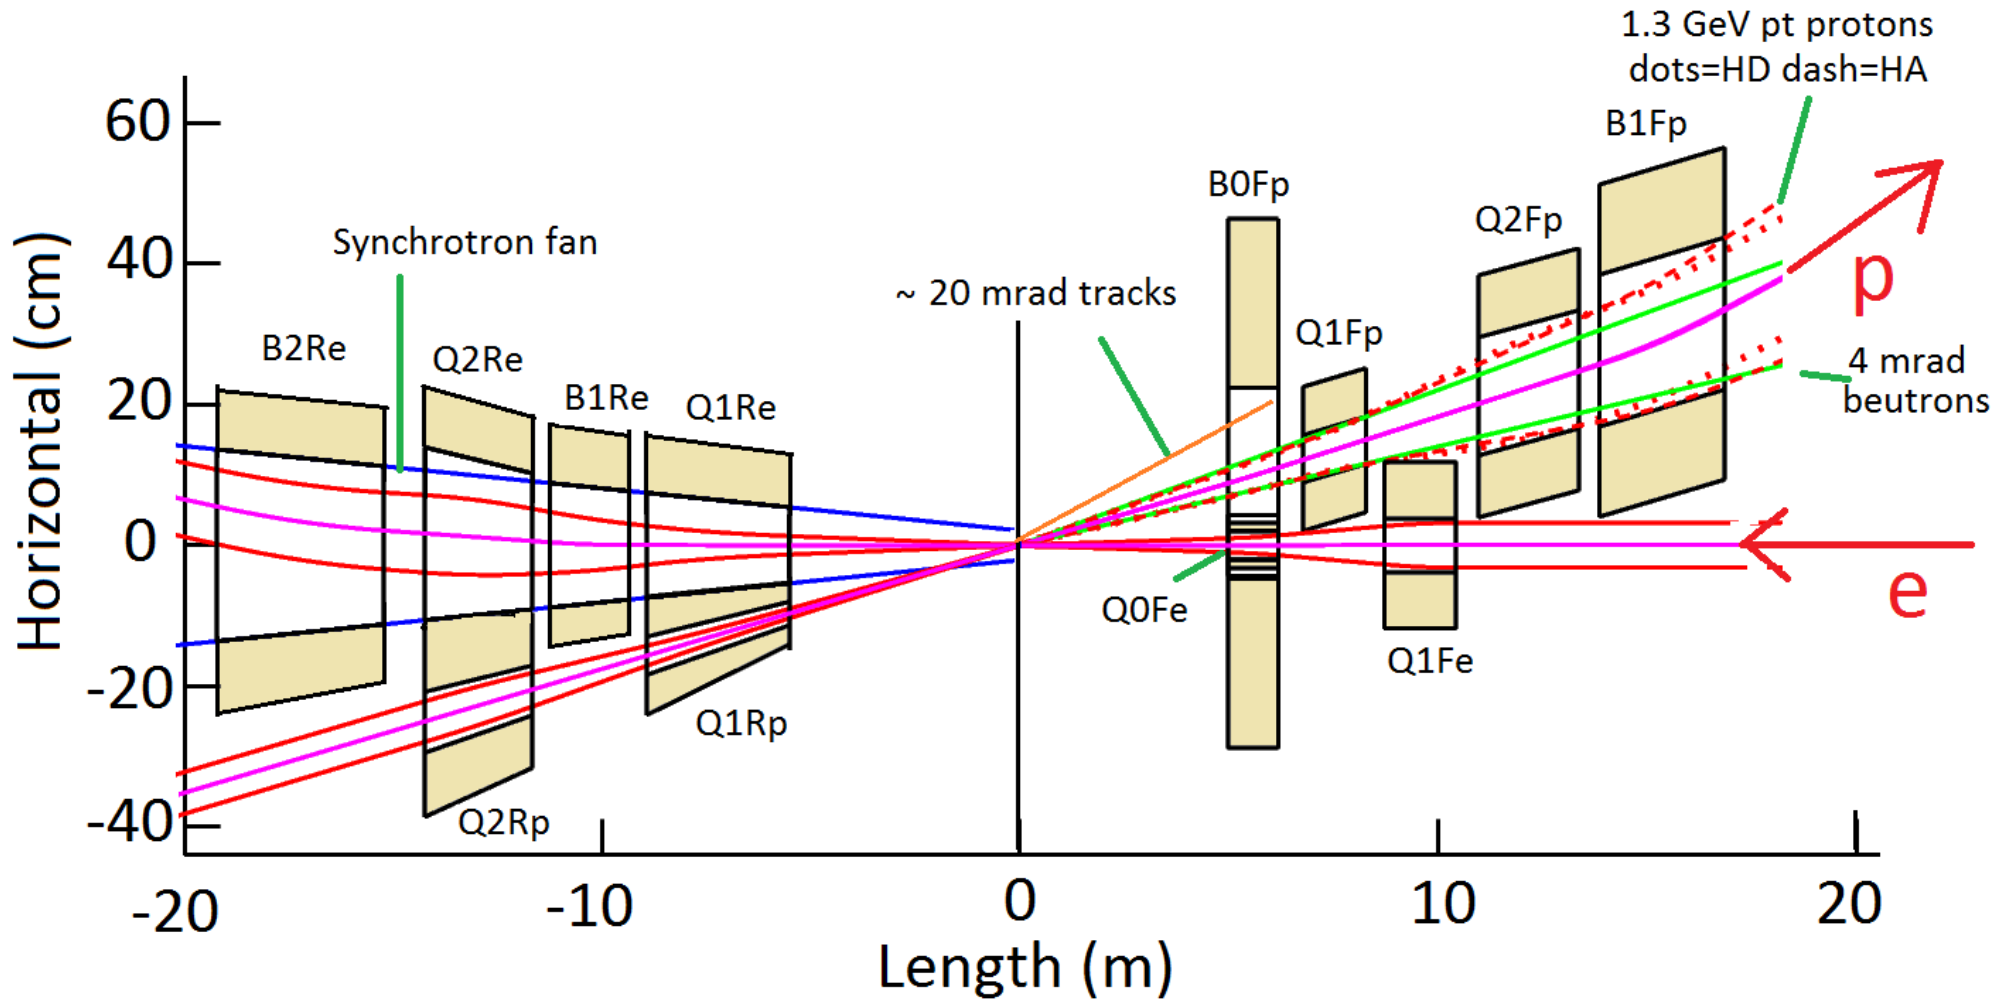 1.3 GeV pt protons
dots=HD dash=HA
B1Fp
60
B0Fp
Q2Fp
Synchrotron fan
40
~ 20 mrad tracks
p
Q1Fp
B2Re
Q2Re
B1Re
Q1Re
4 mrad
beutrons
20
0
Q0Fe
e
Q1Fe
-20
Q1Rp
-40
Q2Rp
Horizontal (cm)
-20
-10
0
10
20
Length (m)